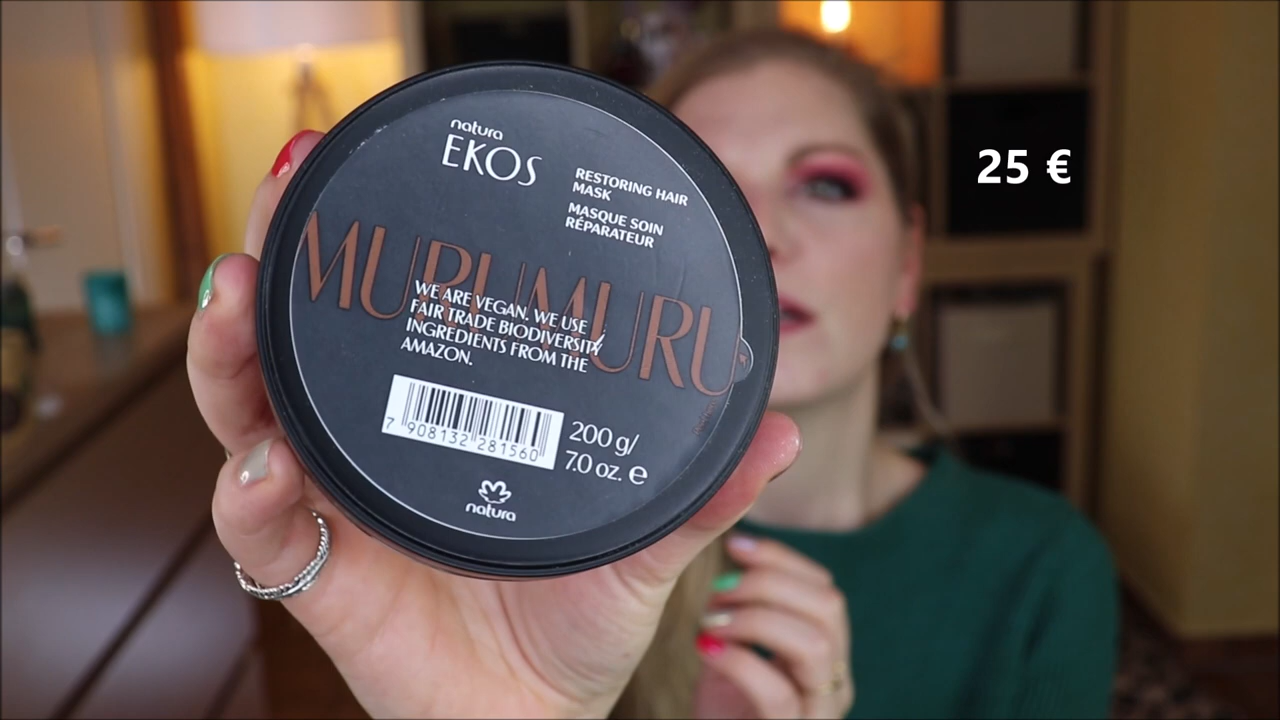 natura
EKOS
RESTORING HAIR
MASK
MASQUE SOIN
RÉPARATEUR
MURUMURU
WE ARE VEGAN. WE USE
FAIR TRADE BIODIVERSITY
INGREDIENTS FROM THE
AMAZON.
7 908132 281560
200 g/
7.0 oz. e
natura
25 €